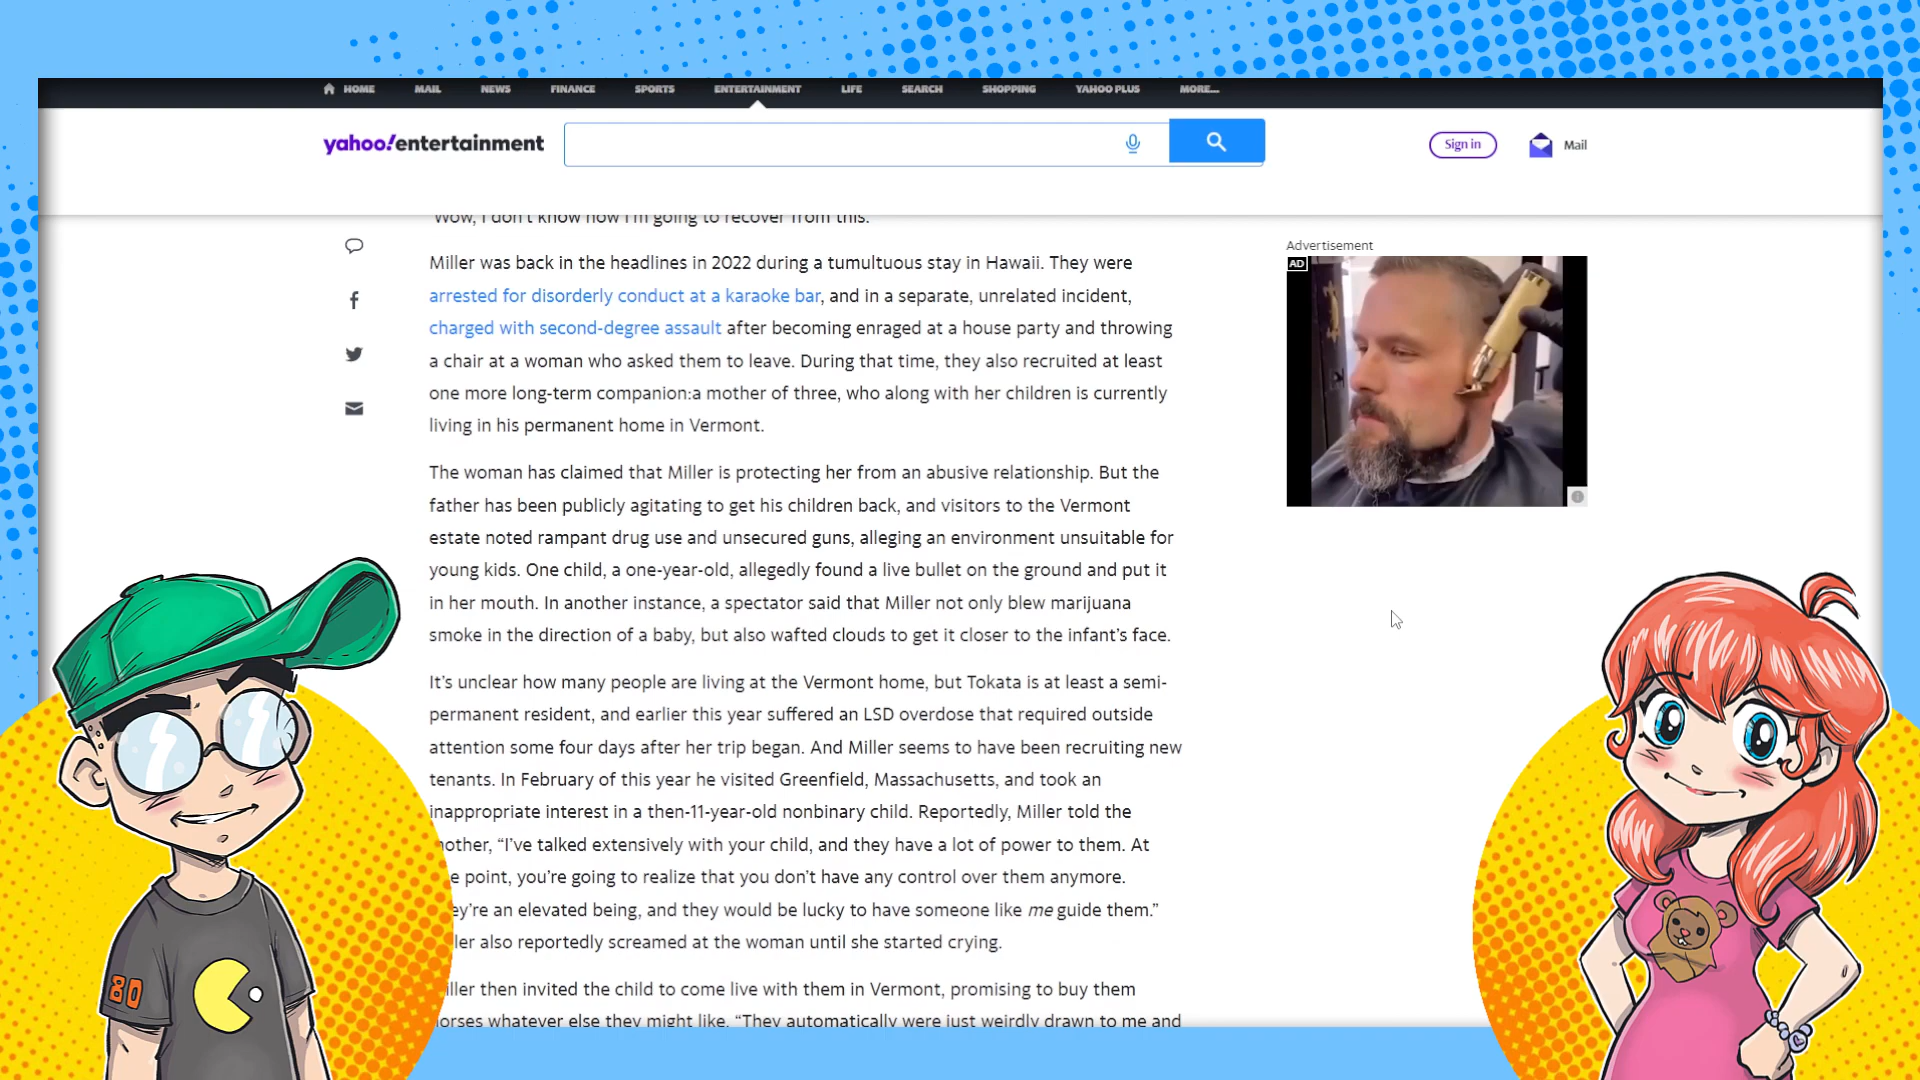 HOME MAIL NEWS FINANCE SPORTS ENTERTAINMENT LIFE SEARCH SHOPPING YAHOO PLUS MORE...
yahoo!entertainment
Sign in
Mail
"Wow, I don't know how I'm going to recover from this."
Advertisement
AD
Miller was back in the headlines in 2022 during a tumultuous stay in Hawaii. They were
arrested for disorderly conduct at a karaoke bar, and in a separate, unrelated incident,
charged with second-degree assault after becoming enraged at a house party and throwing
a chair at a woman who asked them to leave. During that time, they also recruited at least
one more long-term companion:a mother of three, who along with her children is currently
living in his permanent home in Vermont.
The woman has claimed that Miller is protecting her from an abusive relationship. But the
father has been publicly agitating to get his children back, and visitors to the Vermont
estate noted rampant drug use and unsecured guns, alleging an environment unsuitable for
young kids. One child, a one-year-old, allegedly found a live bullet on the ground and put it
in her mouth. In another instance, a spectator said that Miller not only blew marijuana
smoke in the direction of a baby, but also wafted clouds to get it closer to the infant's face.
It's unclear how many people are living at the Vermont home, but Tokata is at least a semi-
permanent resident, and earlier this year suffered an LSD overdose that required outside
attention some four days after her trip began. And Miller seems to have been recruiting new
tenants. In February of this year he visited Greenfield, Massachusetts, and took an
inappropriate interest in a then-11-year-old nonbinary child. Reportedly, Miller told the
other, "I've talked extensively with your child, and they have a lot of power to them. At
e point, you're going to realize that you don't have any control over them anymore.
ey're an elevated being, and they would be lucky to have someone like me guide them."
ller also reportedly screamed at the woman until she started crying.
iller then invited the child to come live with them in Vermont, promising to buy them
orses whatever else they might like. "They automatically were just weirdly drawn to me and
80